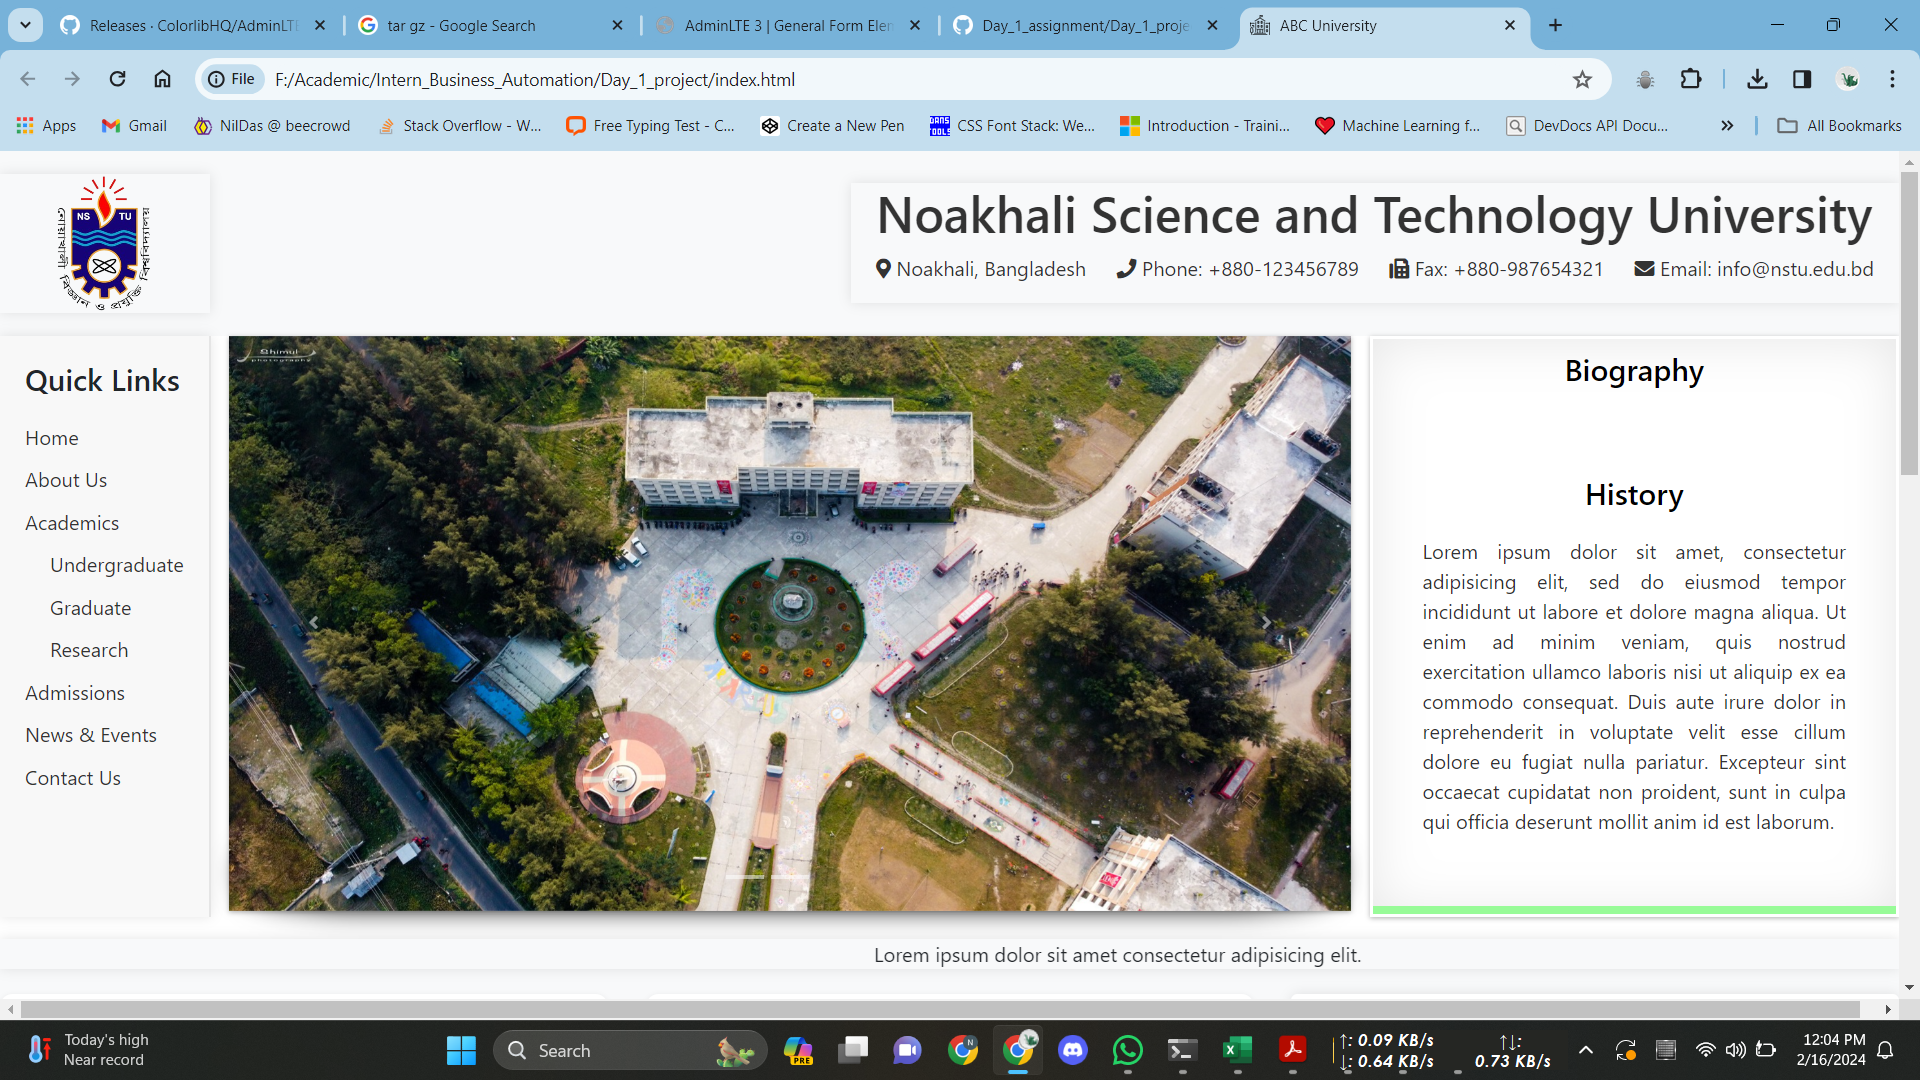 Releases · ColorlibHQ/AdminLTE
tar gz - Google Search
AdminLTE 3 | General Form Elem
Day_1_assignment/Day_1_proje
ABC University
File
F:/Academic/Intern_Business_Automation/Day_1_project/index.html
Apps
Gmail
NilDas @ beecrowd
Stack Overflow - W...
Free Typing Test - C...
Create a New Pen
CSS Font Stack: We...
Introduction - Traini...
Machine Learning f...
DevDocs API Docu...
All Bookmarks
NS TU
Noakhali Science and Technology University
Noakhali, Bangladesh
Phone: +880-123456789
Fax: +880-987654321
Email: info@nstu.edu.bd
Quick Links
Home
About Us
Academics
Undergraduate
Graduate
Research
Admissions
News & Events
Contact Us
Shimul
photography
Biography
History
Lorem ipsum dolor sit amet, consectetur
adipisicing elit, sed do eiusmod tempor
incididunt ut labore et dolore magna aliqua. Ut
enim ad minim veniam, quis nostrud
exercitation ullamco laboris nisi ut aliquip ex ea
commodo consequat. Duis aute irure dolor in
reprehenderit in voluptate velit esse cillum
dolore eu fugiat nulla pariatur. Excepteur sint
occaecat cupidatat non proident, sunt in culpa
qui officia deserunt mollit anim id est laborum.
Lorem ipsum dolor sit amet consectetur adipisicing elit.
Today's high
Near record
Search
PRE
↑: 0.09 KB/s
↓: 0.64 KB/s
↑↓:
0.73 KB/s
12:04 PM
2/16/2024